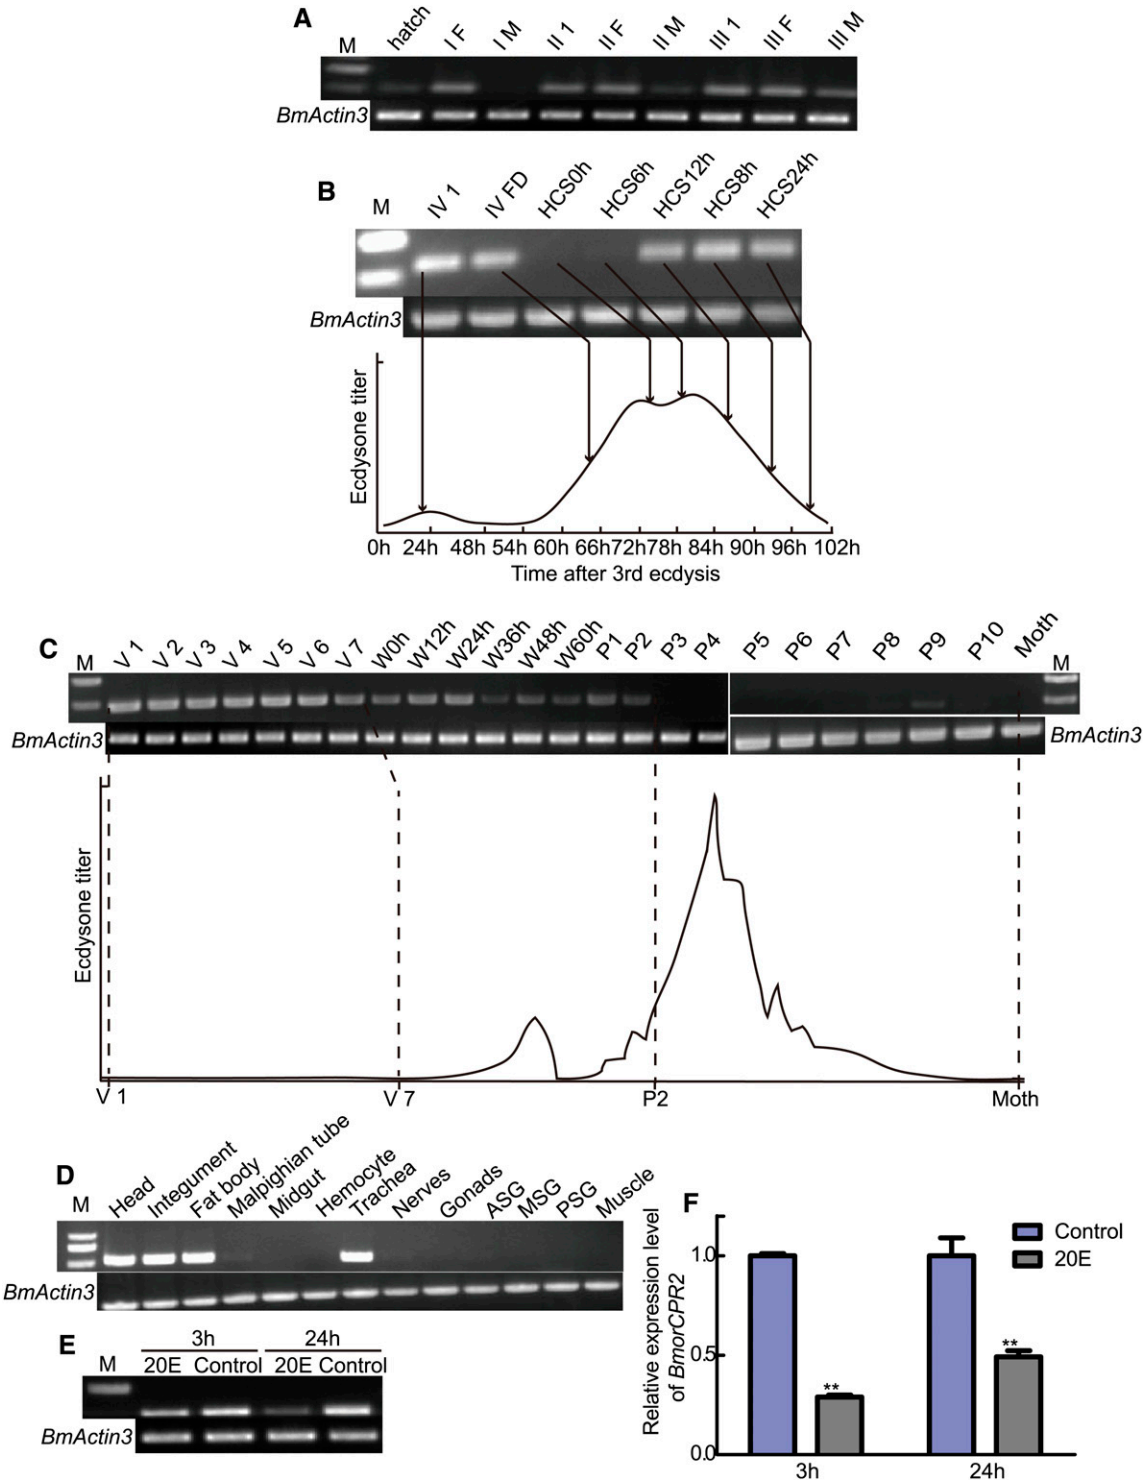 A
M hatch I F I M II 1 II F II M III 1 III F III M
BmActin3
B
M IV 1 IV FD HCS0h HCS6h HCS12h HCS8h HCS24h
BmActin3
Ecdysone titer
0h 24h 48h 54h 60h 66h 72h 78h 84h 90h 96h 102h
Time after 3rd ecdysis
C
M V 1 V 2 V 3 V 4 V 5 V 6 V 7 W0h W12h W24h W36h W48h W60h P1 P2 P3 P4 P5 P6 P7 P8 P9 P10 Moth M
BmActin3 BmActin3
Ecdysone titer
V 1 V 7 P2 Moth
D
M Head Integument Fat body Malpighian tube Midgut Hemocyte Trachea Nerves Gonads ASG MSG PSG Muscle
BmActin3
E
3h 24h
M 20E Control 20E Control
BmActin3
F
Relative expression level
of BmorCPR2
1.0
0.5
0.0
** **
3h 24h
Control
20E